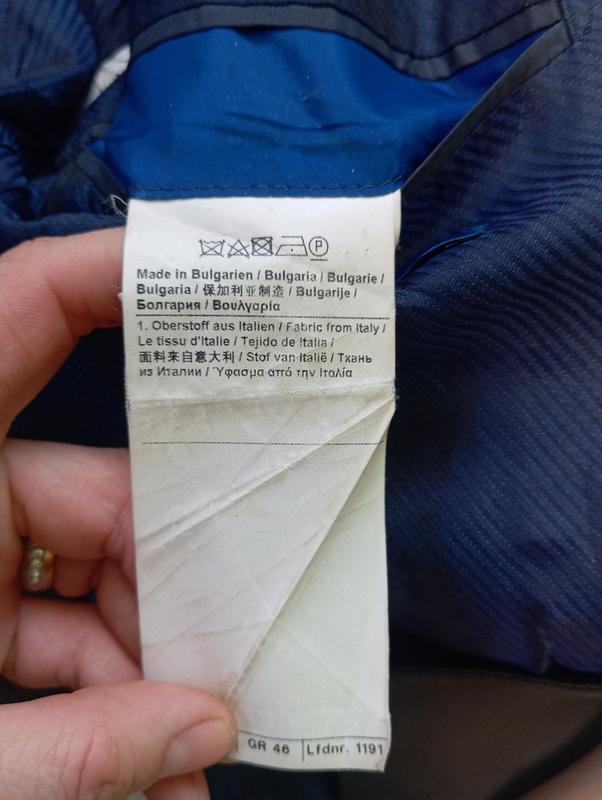 P
Made in Bulgarien / Bulgaria / Bulgarie /
Bulgaria / 保加利亚制造 / Bulgarije /
Болгария / Βουλγαρία
1. Oberstoff aus Italien / Fabric from Italy /
Le tissu d'Italie / Tejido de Italia /
面料来自意大利 / Stof van Italië / Ткань
из Италии / Ύφασμα από την Ιταλία
GR 46 Lfdnr. 1191